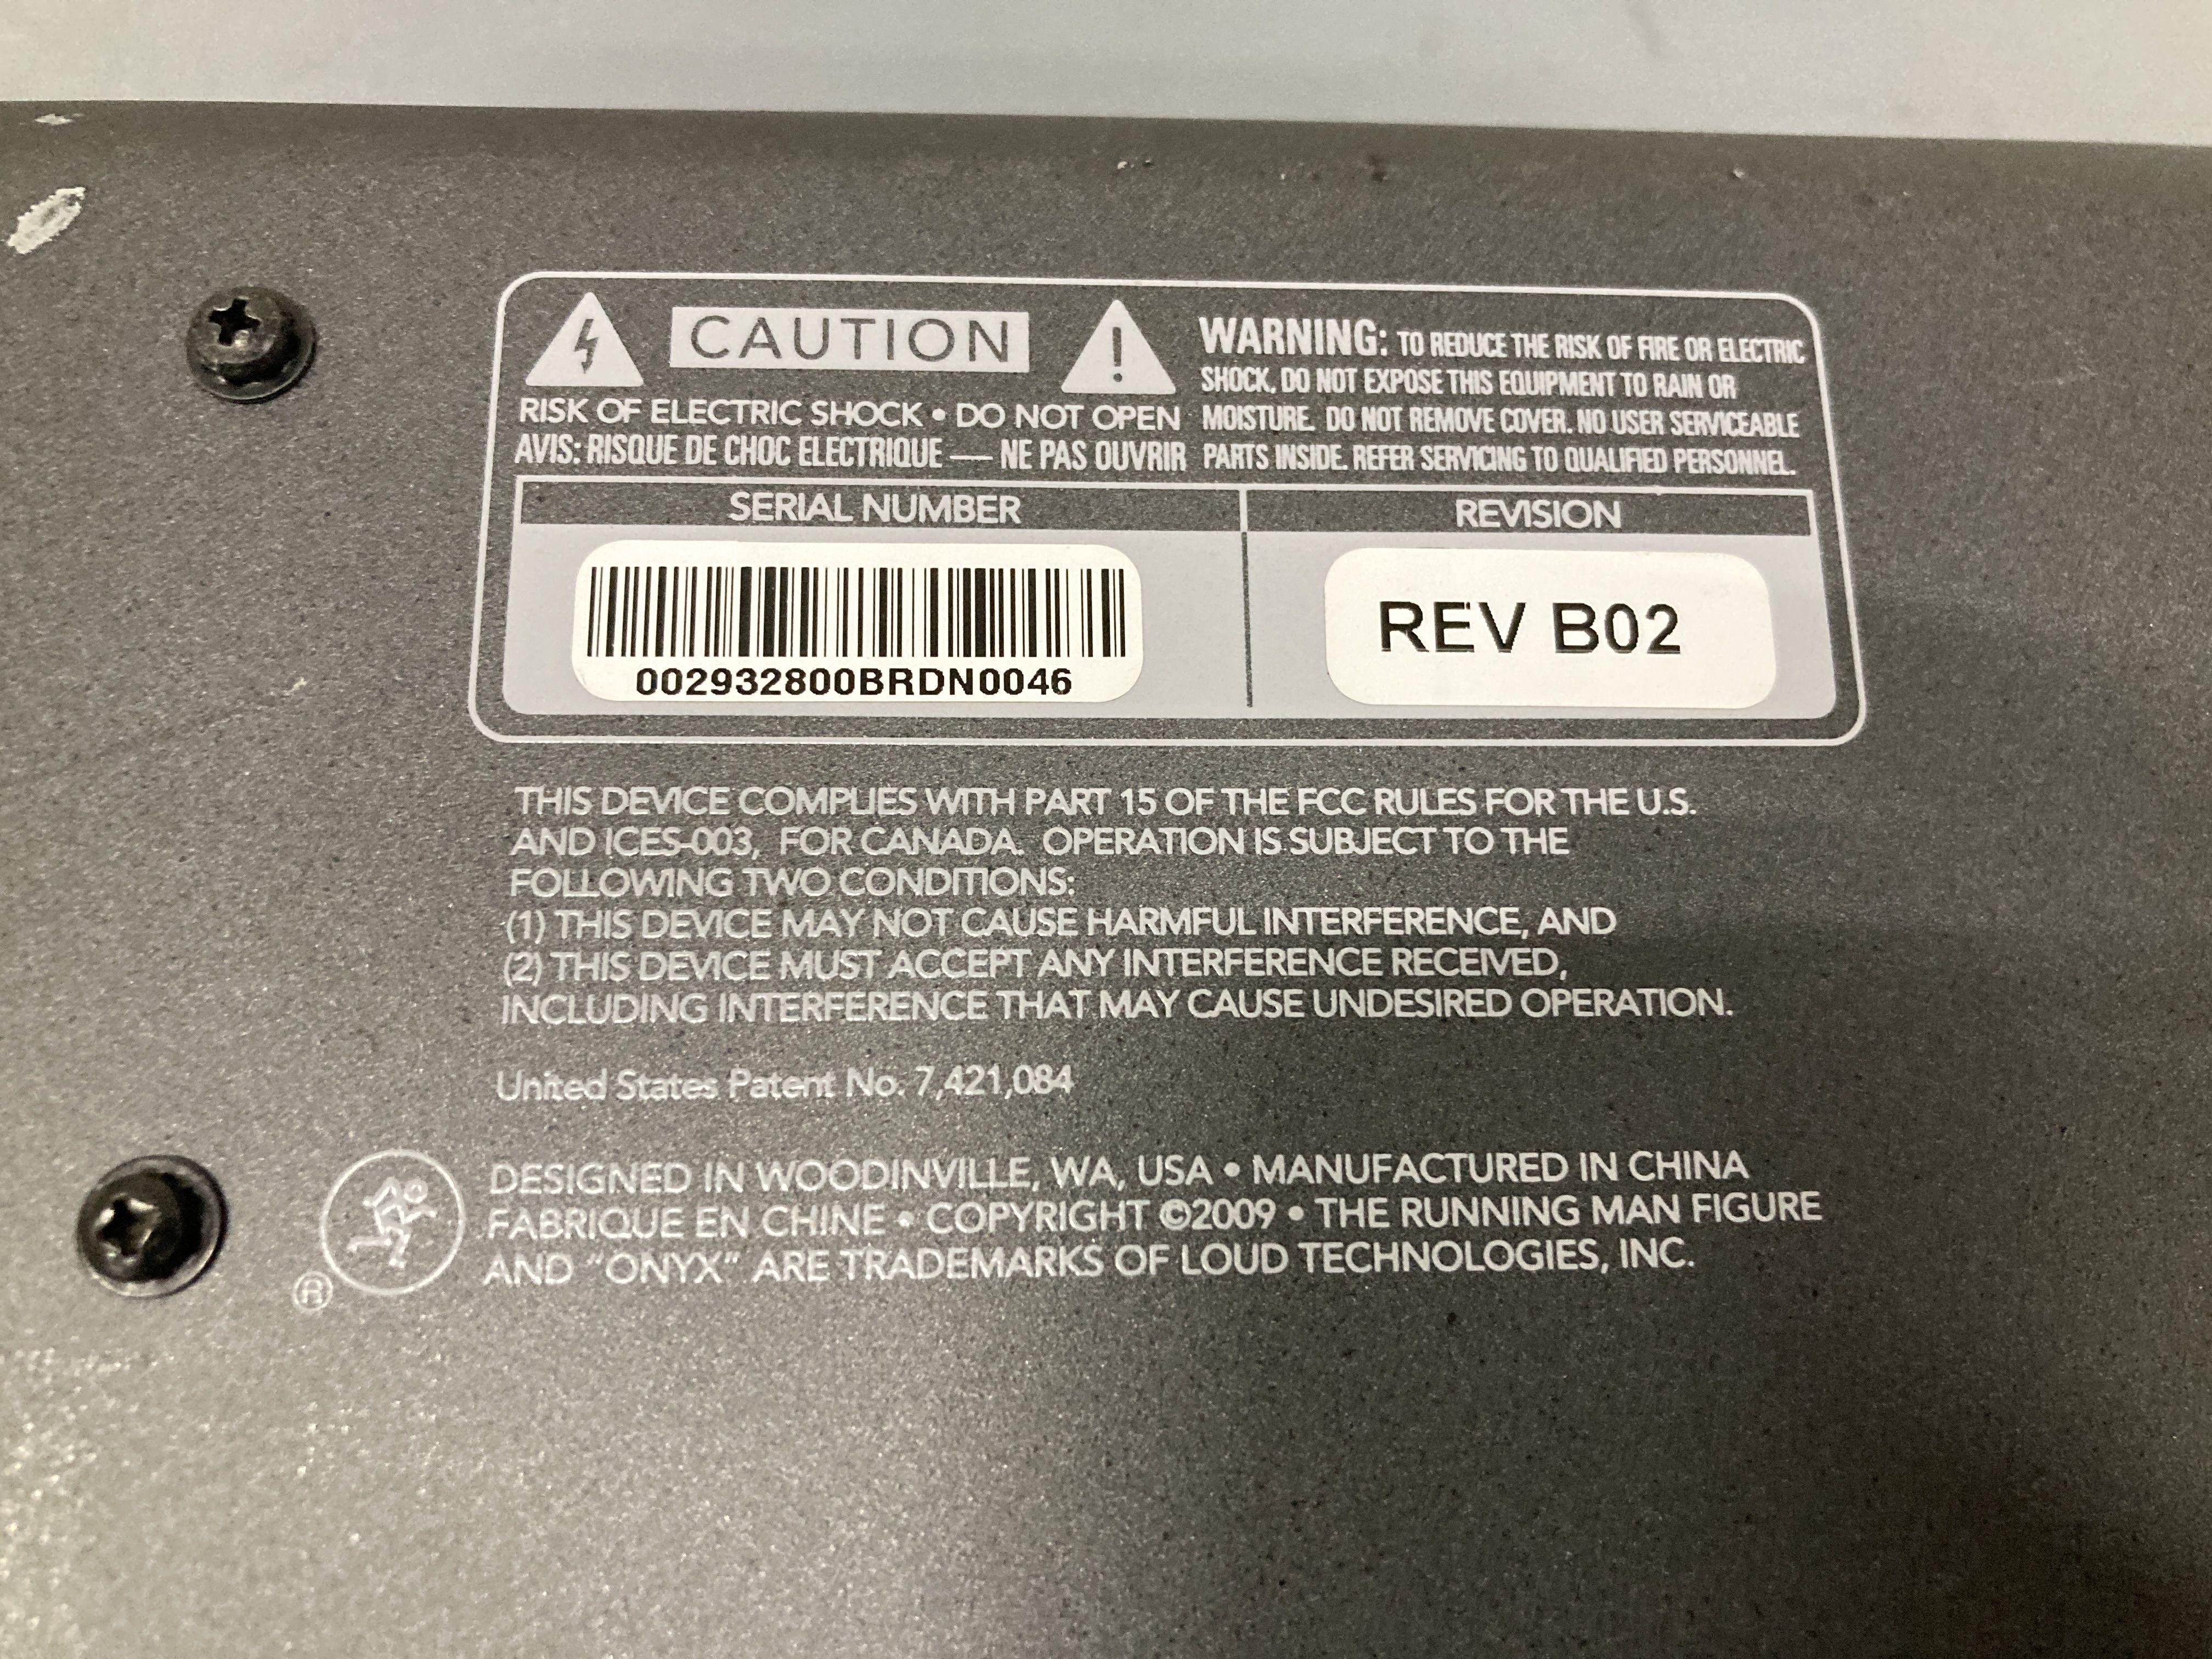 CAUTION
RISK OF ELECTRIC SHOCK • DO NOT OPEN
AVIS: RISQUE DE CHOC ELECTRIQUE — NE PAS OUVRIR
WARNING: TO REDUCE THE RISK OF FIRE OR ELECTRIC
SHOCK, DO NOT EXPOSE THIS EQUIPMENT TO RAIN OR
MOISTURE. DO NOT REMOVE COVER. NO USER SERVICEABLE
PARTS INSIDE. REFER SERVICING TO QUALIFIED PERSONNEL.
SERIAL NUMBER
002932800BRDN0046
REVISION
REV B02
THIS DEVICE COMPLIES WITH PART 15 OF THE FCC RULES FOR THE U.S.
AND ICES-003, FOR CANADA. OPERATION IS SUBJECT TO THE
FOLLOWING TWO CONDITIONS:
(1) THIS DEVICE MAY NOT CAUSE HARMFUL INTERFERENCE, AND
(2) THIS DEVICE MUST ACCEPT ANY INTERFERENCE RECEIVED,
INCLUDING INTERFERENCE THAT MAY CAUSE UNDESIRED OPERATION.
United States Patent No. 7,421,084
DESIGNED IN WOODINVILLE, WA, USA • MANUFACTURED IN CHINA
FABRIQUE EN CHINE • COPYRIGHT ©2009 • THE RUNNING MAN FIGURE
AND “ONYX” ARE TRADEMARKS OF LOUD TECHNOLOGIES, INC.
®